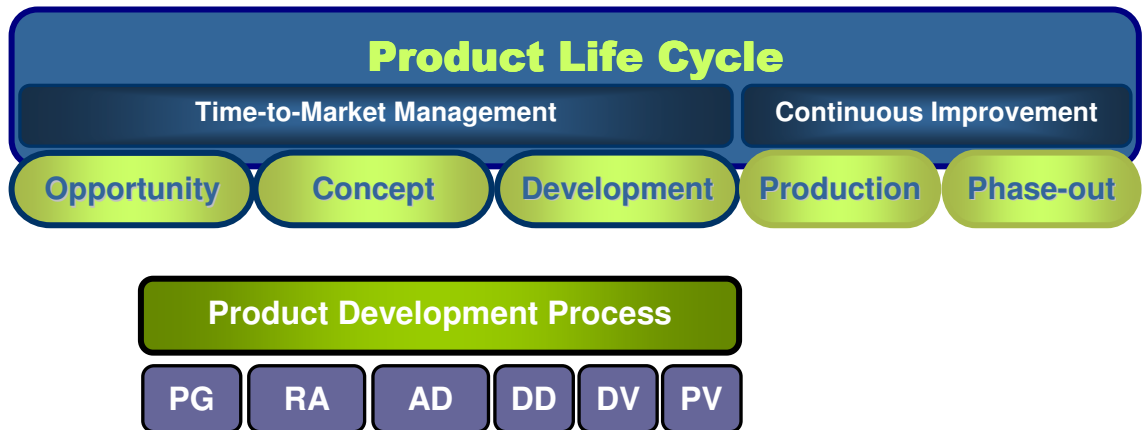 Product Life Cycle
Time-to-Market Management Continuous Improvement
Opportunity Concept Development Production Phase-out
Product Development Process
PG RA AD DD DV PV